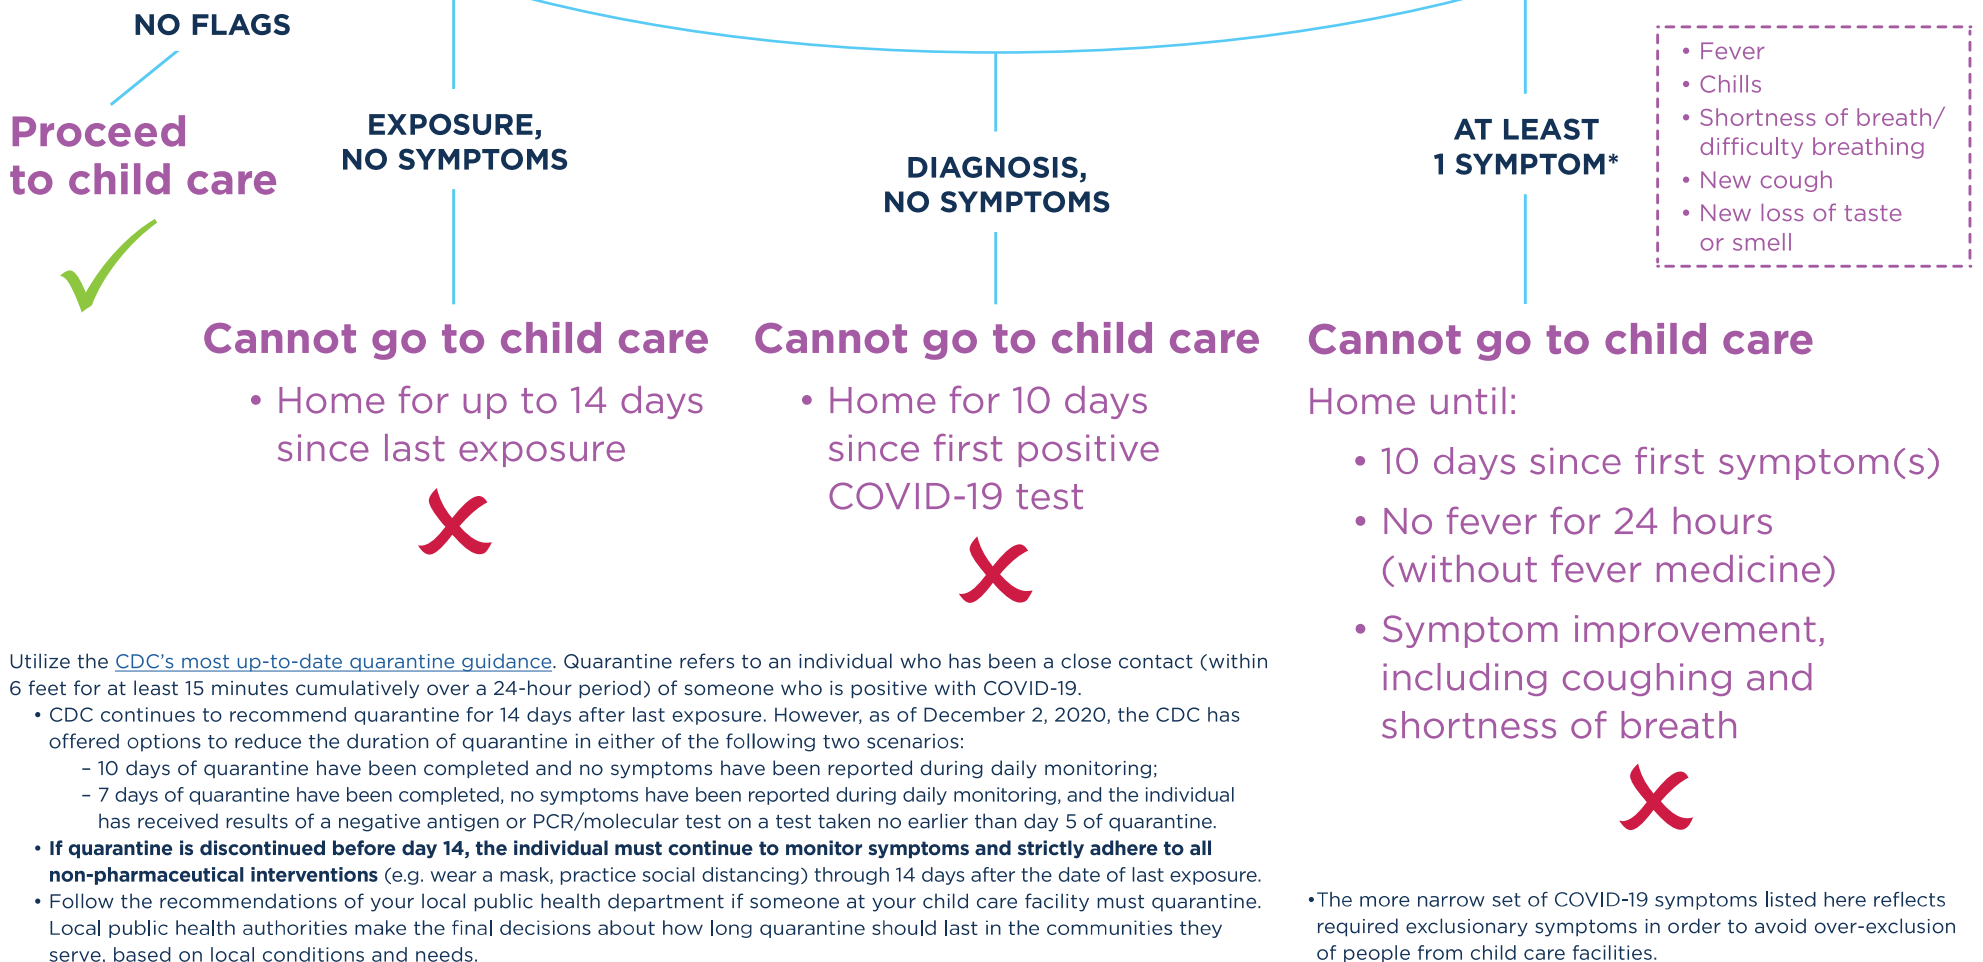 NO FLAGS
Proceed
to child care
EXPOSURE,
NO SYMPTOMS
DIAGNOSIS,
NO SYMPTOMS
AT LEAST
1 SYMPTOM*
• Fever
• Chills
• Shortness of breath/
difficulty breathing
• New cough
• New loss of taste
or smell
Cannot go to child care
• Home for up to 14 days
since last exposure
Cannot go to child care
• Home for 10 days
since first positive
COVID-19 test
Cannot go to child care
Home until:
• 10 days since first symptom(s)
• No fever for 24 hours
(without fever medicine)
• Symptom improvement,
including coughing and
shortness of breath
Utilize the CDC's most up-to-date quarantine guidance. Quarantine refers to an individual who has been a close contact (within
6 feet for at least 15 minutes cumulatively over a 24-hour period) of someone who is positive with COVID-19.
• CDC continues to recommend quarantine for 14 days after last exposure. However, as of December 2, 2020, the CDC has
offered options to reduce the duration of quarantine in either of the following two scenarios:
– 10 days of quarantine have been completed and no symptoms have been reported during daily monitoring;
– 7 days of quarantine have been completed, no symptoms have been reported during daily monitoring, and the individual
has received results of a negative antigen or PCR/molecular test on a test taken no earlier than day 5 of quarantine.
• If quarantine is discontinued before day 14, the individual must continue to monitor symptoms and strictly adhere to all
non-pharmaceutical interventions (e.g. wear a mask, practice social distancing) through 14 days after the date of last exposure.
• Follow the recommendations of your local public health department if someone at your child care facility must quarantine.
Local public health authorities make the final decisions about how long quarantine should last in the communities they
serve, based on local conditions and needs.
•The more narrow set of COVID-19 symptoms listed here reflects
required exclusionary symptoms in order to avoid over-exclusion
of people from child care facilities.